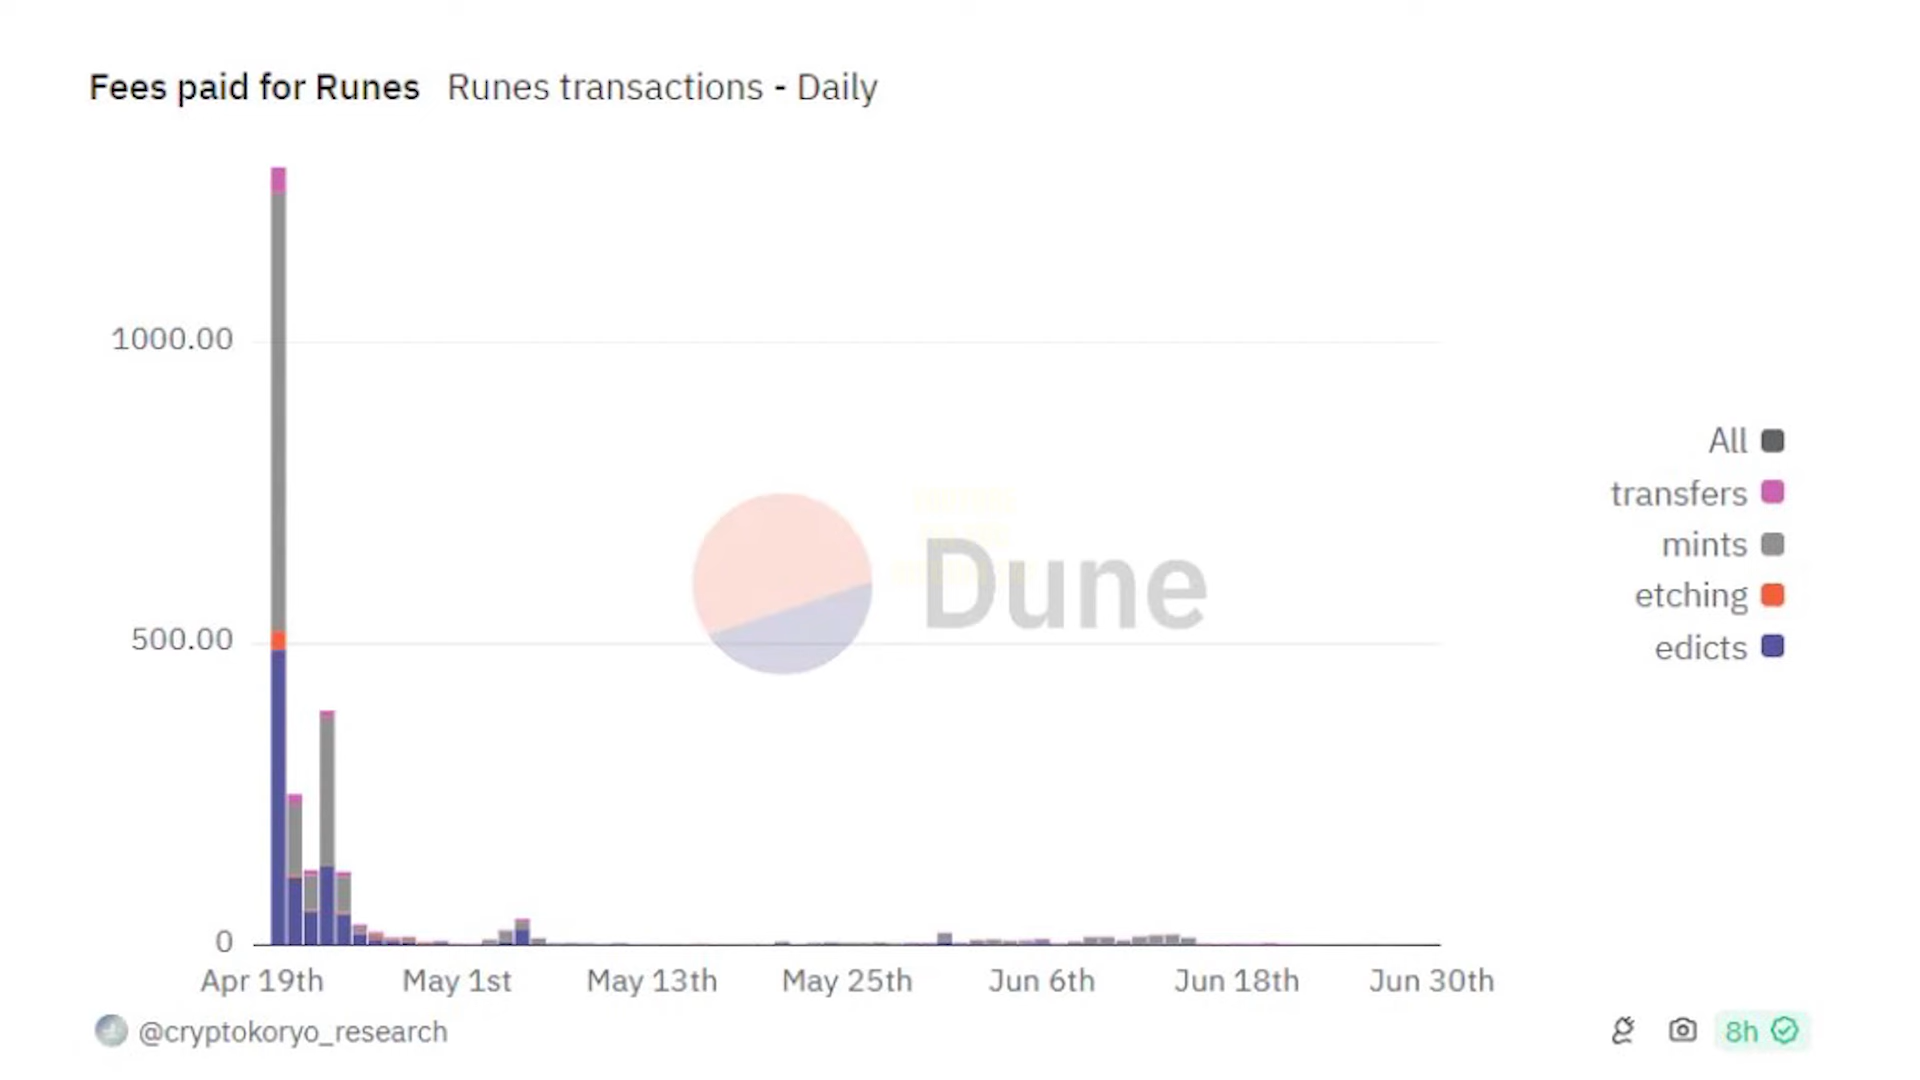 Fees paid for Runes Runes transactions - Daily
1000.00
500.00
0
Apr 19th May 1st May 13th May 25th Jun 6th Jun 18th Jun 30th
Dune
All
transfers
mints
etching
edicts
@cryptokoryo_research
8h